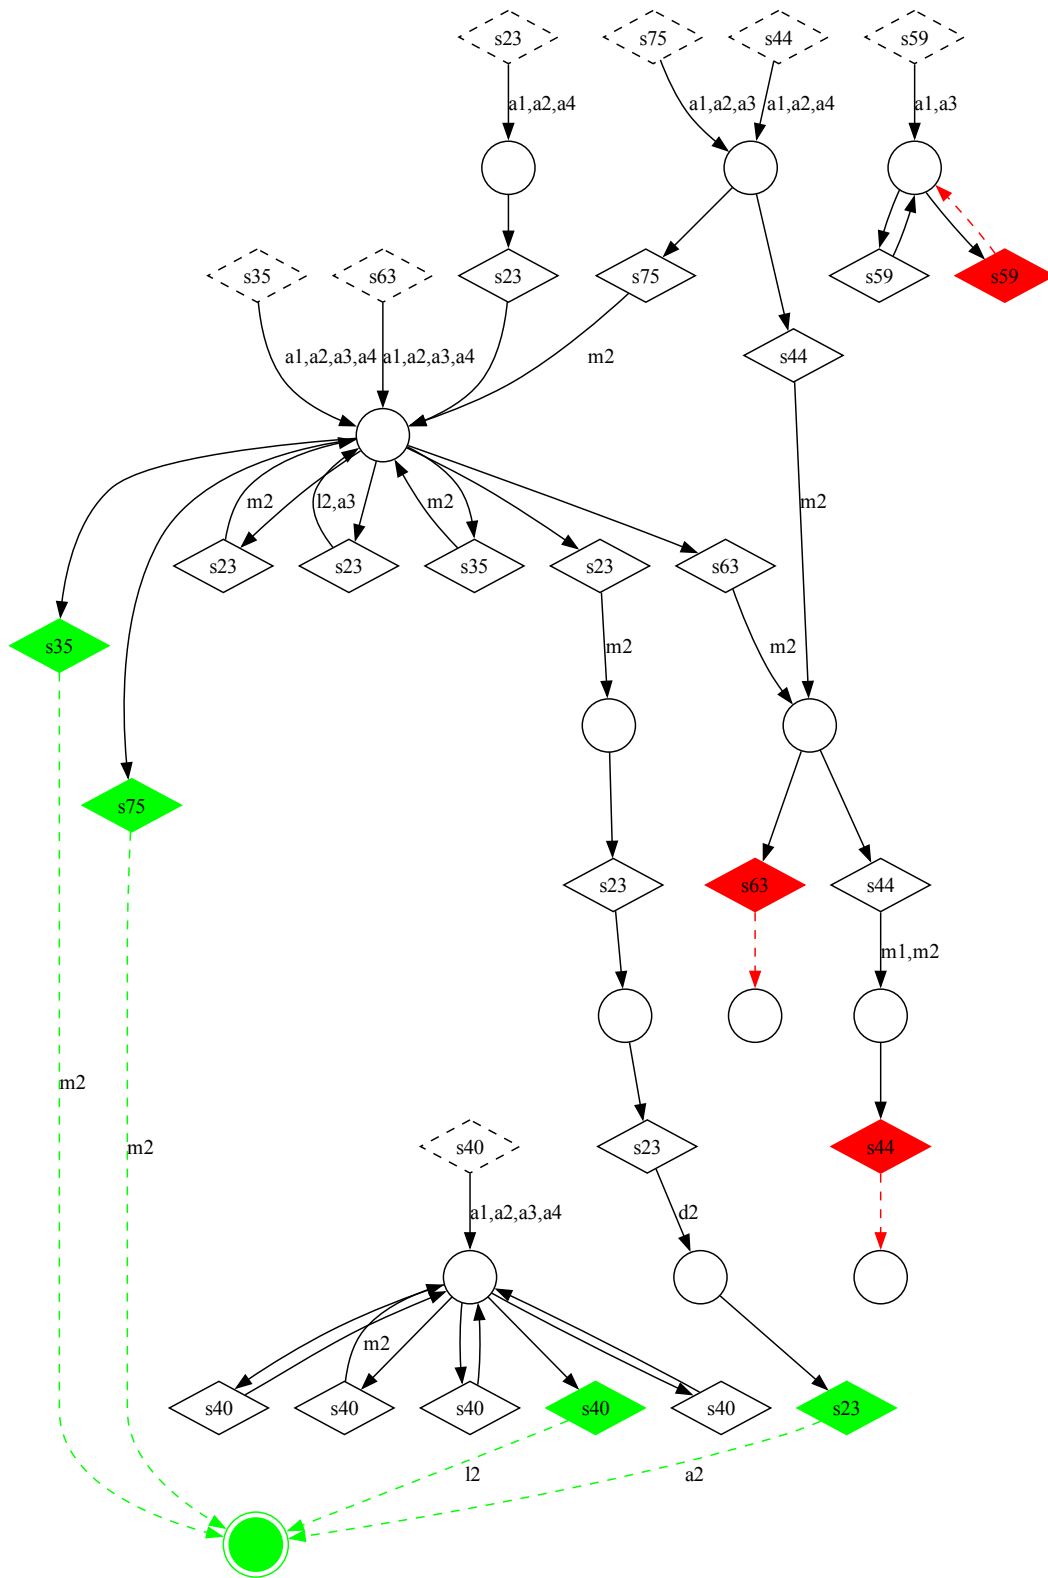 s23
s75
s44
s59
a1,a2,a4
a1,a2,a3
a1,a2,a4
a1,a3
s35
s63
s23
s75
s59
s59
a1,a2,a3,a4
a1,a2,a3,a4
m2
s44
m2
l2,a3
m2
m2
s23
s23
s35
s23
s63
s35
m2
m2
s75
s23
s63
s44
m1,m2
m2
m2
s40
s23
s44
a1,a2,a3,a4
d2
m2
s40
s40
s40
s40
s40
s23
l2
a2